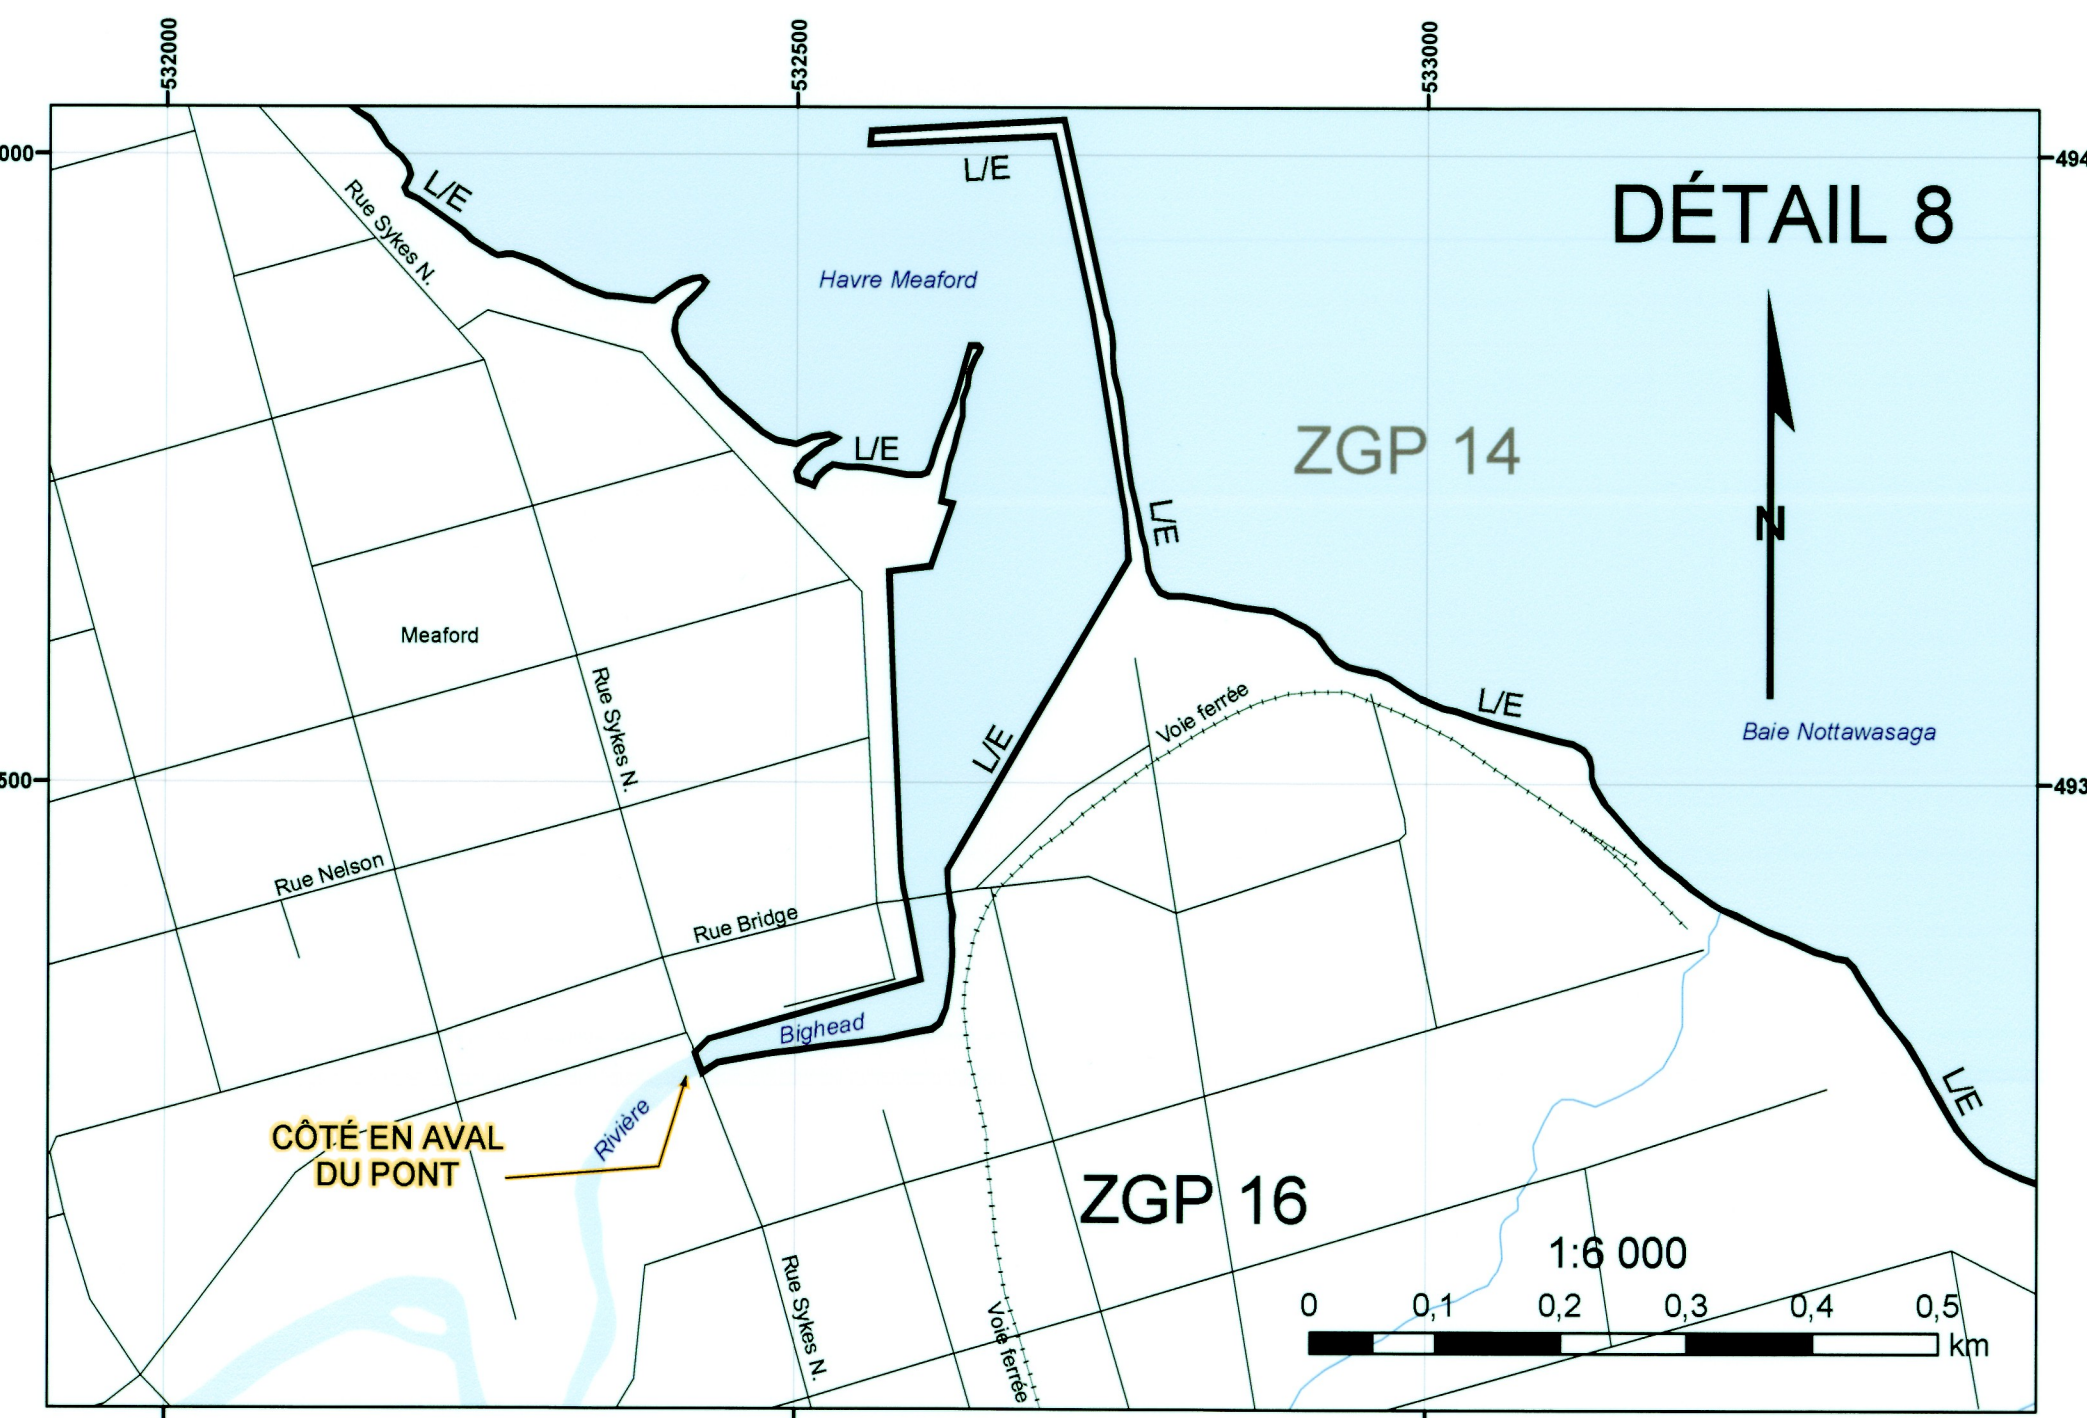 532000
532500
533000
000
494
L/E
L/E
DÉTAIL 8
Rue Sykes N.
Havre Meaford
L/E
ZGP 14
L/E
N
Meaford
Rue Sykes N.
Voie ferrée
L/E
L/E
Baie Nottawasaga
500
493
Rue Nelson
Rue Bridge
Bighead
L/E
Rivière
CÔTÉ EN AVAL
DU PONT
ZGP 16
1:6 000
Rue Sykes N.
Voie ferrée
0 0,1 0,2 0,3 0,4 0,5
km